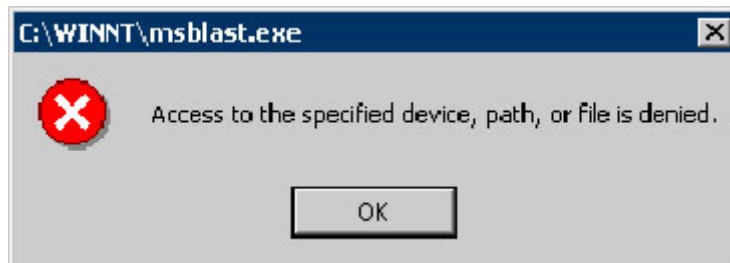 C:\WINNT\msblast.exe
Access to the specified device, path, or file is denied.
OK